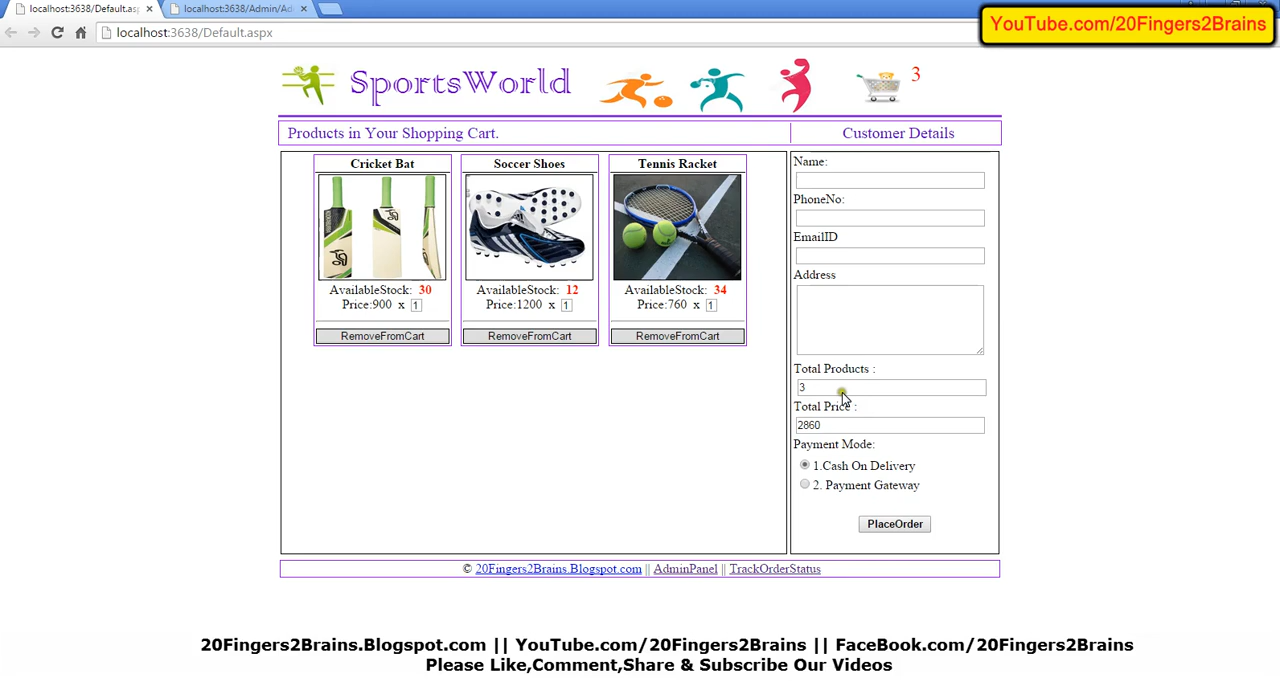 localhost:3638/Default.asp
localhost:3638/Admin/Ad
localhost:3638/Default.aspx
YouTube.com/20Fingers2Brains
SportsWorld
3
Products in Your Shopping Cart.
Customer Details
Cricket Bat
AvailableStock: 30
Price:900 x 1
RemoveFromCart
Soccer Shoes
AvailableStock: 12
Price:1200 x 1
RemoveFromCart
Tennis Racket
AvailableStock: 34
Price:760 x 1
RemoveFromCart
Name:
PhoneNo:
EmailID
Address
Total Products :
3
Total Price :
2860
Payment Mode:
1.Cash On Delivery
2. Payment Gateway
PlaceOrder
© 20Fingers2Brains.Blogspot.com || AdminPanel || TrackOrderStatus
20Fingers2Brains.Blogspot.com || YouTube.com/20Fingers2Brains || FaceBook.com/20Fingers2Brains
Please Like,Comment,Share & Subscribe Our Videos